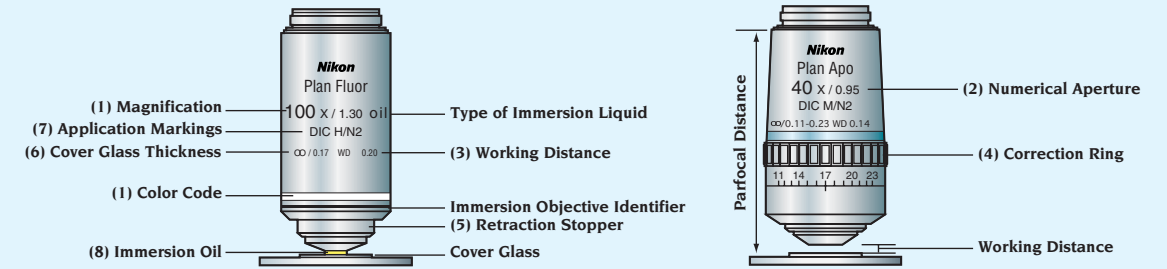 Nikon
Plan Fluor
100 X / 1.30 oil
DIC H/N2
∞ / 0.17 WD 0.20
(1) Magnification
(7) Application Markings
(6) Cover Glass Thickness
(1) Color Code
(8) Immersion Oil
Type of Immersion Liquid
(3) Working Distance
Immersion Objective Identifier
(5) Retraction Stopper
Cover Glass
Parfocal Distance
Nikon
Plan Apo
40 X / 0.95
DIC M/N2
∞/0.11-0.23 WD 0.14
11 14 17 20 23
(2) Numerical Aperture
(4) Correction Ring
Working Distance